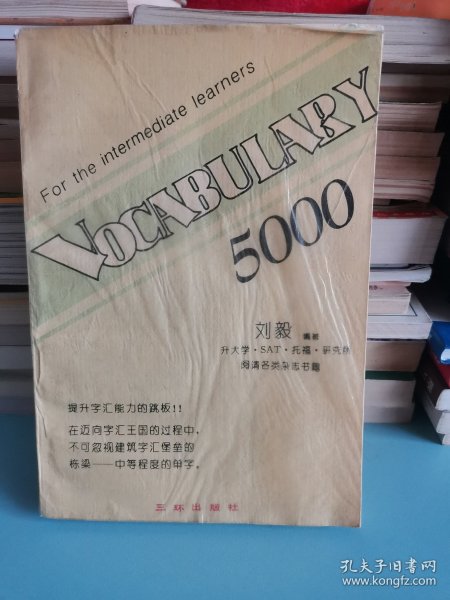 For the intermediate learners
VOCABULARY
5000
刘毅 编著
升大学·SAT·托福·研究所
阅读各类杂志书籍
提升字汇能力的跳板!!
在迈向字汇王国的过程中,
不可忽视建筑字汇堡垒的
栋梁——中等程度的单字。
三环出版社
孔夫子旧书网
www.kongfz.com